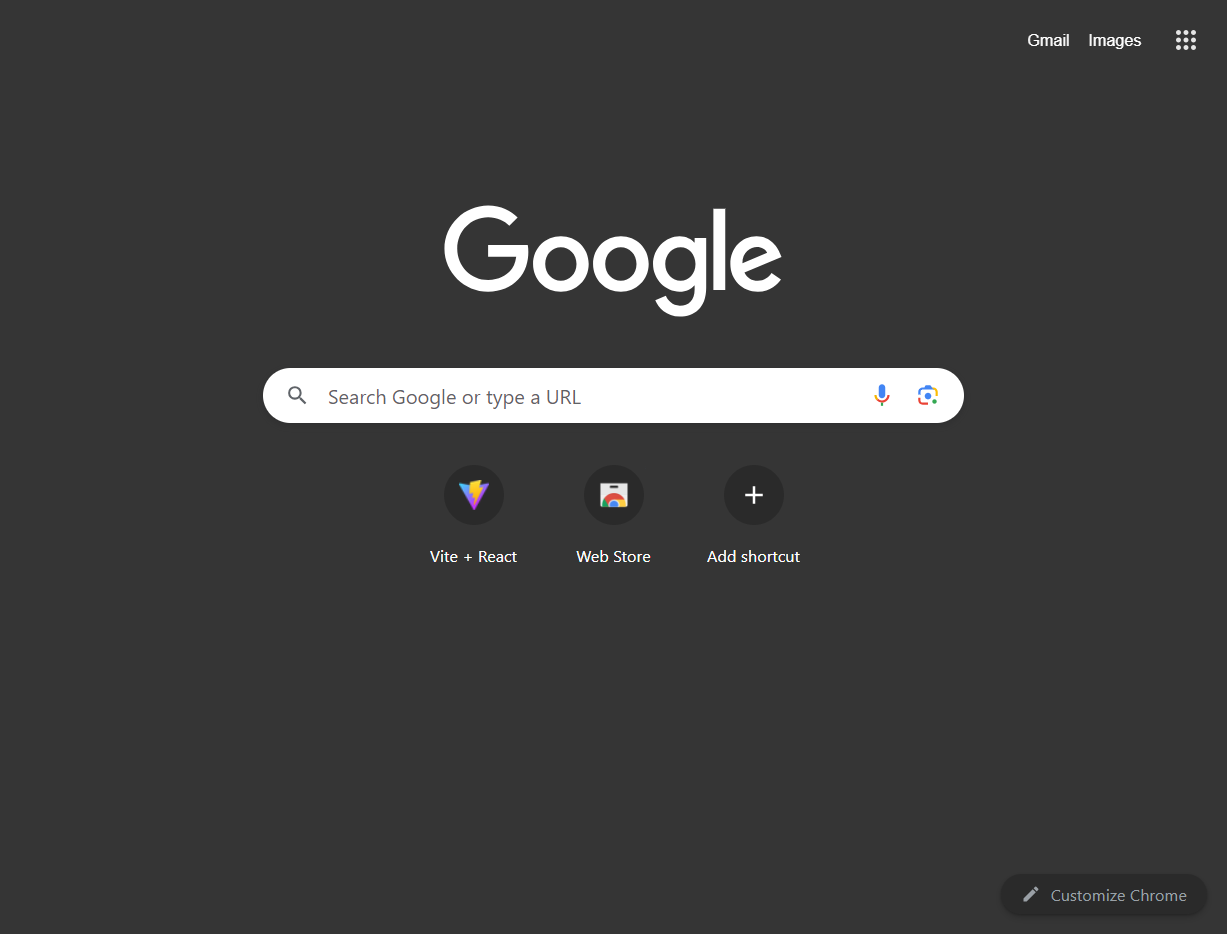 Gmail Images
Google
Search Google or type a URL
Vite + React
Web Store
Add shortcut
Customize Chrome